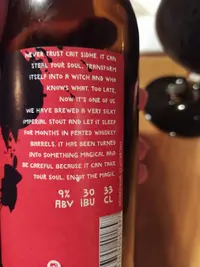 NEVER TRUST CAIT SIDHE. IT CAN
STEAL YOUR SOUL, TRANSFORM
ITSELF INTO A WITCH AND WHO
KNOWS WHAT. TOO LATE,
NOW IT'S ONE OF US
WE HAVE BREWED A VERY SILKY
IMPERIAL STOUT AND LET IT SLEEP
FOR MONTHS IN PEATED WHISKEY
BARRELS. IT HAS BEEN TURNED
INTO SOMETHING MAGICAL AND
BE CAREFUL BECAUSE IT CAN TAKE
YOUR SOUL. ENJOY THE MAGIC.
9% 30 33
ABV IBU CL